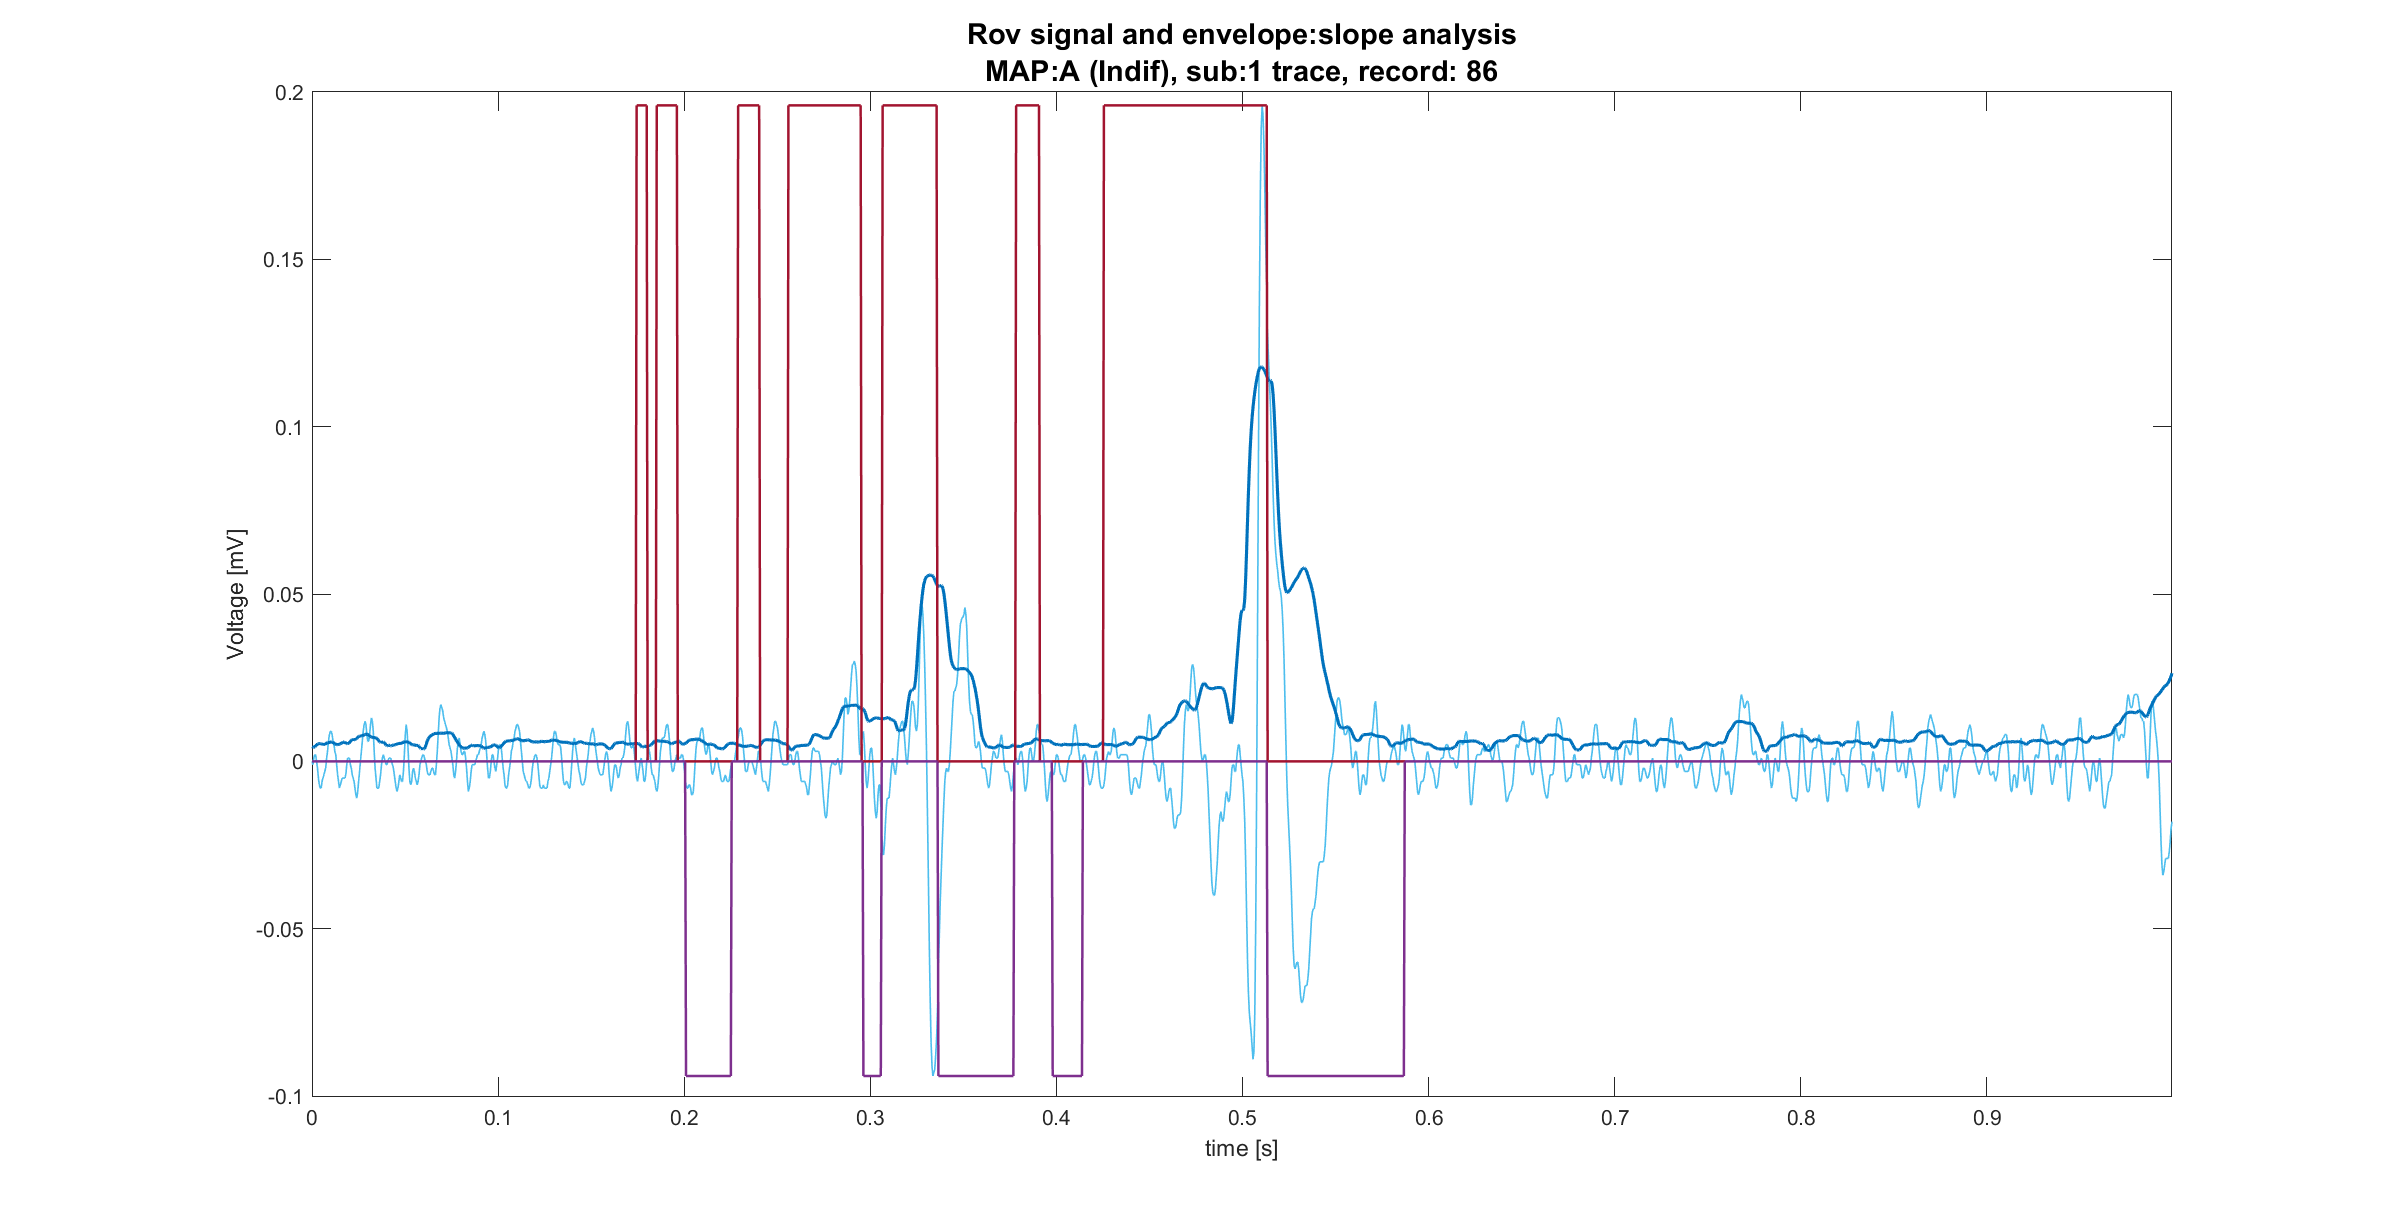 Rov signal and envelope:slope analysis
MAP:A (Indif), sub:1 trace, record: 86
0.2
0.15
0.1
0.05
0
-0.05
-0.1
Voltage [mV]
0 0.1 0.2 0.3 0.4 0.5 0.6 0.7 0.8 0.9
time [s]